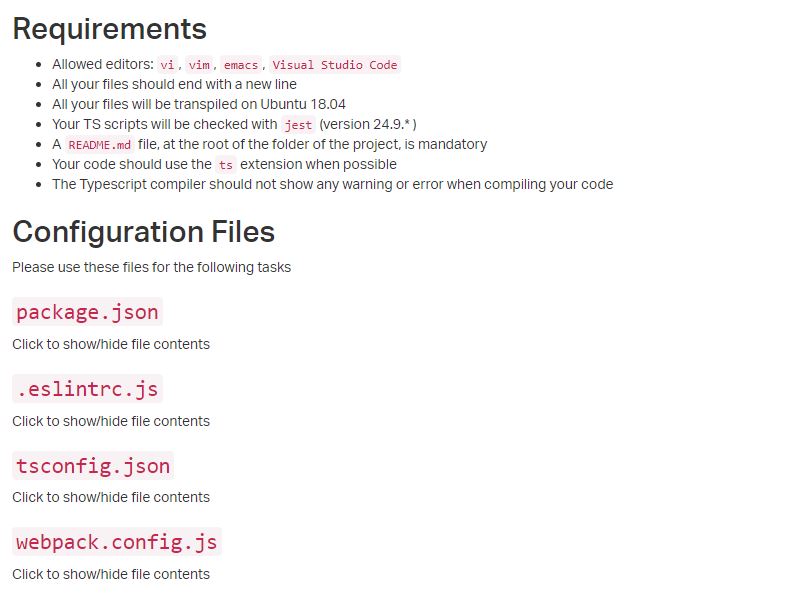 Requirements
Allowed editors: vi, vim, emacs, Visual Studio Code
All your files should end with a new line
All your files will be transpiled on Ubuntu 18.04
Your TS scripts will be checked with jest (version 24.9.*)
A README.md file, at the root of the folder of the project, is mandatory
Your code should use the ts extension when possible
The Typescript compiler should not show any warning or error when compiling your code
Configuration Files
Please use these files for the following tasks
package.json
Click to show/hide file contents
.eslintrc.js
Click to show/hide file contents
tsconfig.json
Click to show/hide file contents
webpack.config.js
Click to show/hide file contents